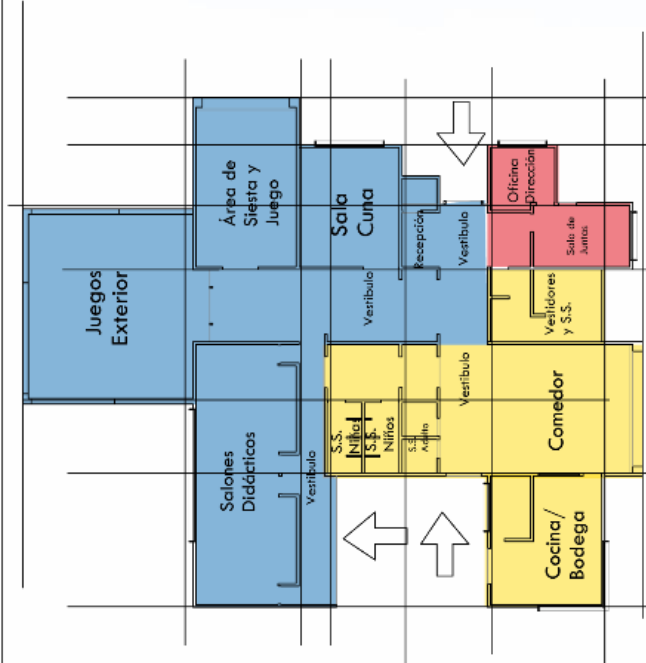 Juegos
Exterior
Área de
Siesta y
Juego
Sala
Cuna
Recepción
Vestíbulo
Oficina
Dirección
Sala de
Juntas
Vestíbulo
Vestidores
y S.S.
Salones
Didácticos
Vestíbulo
S.S.
Niñas
S.S.
Niños
S.S.
Adulto
Vestíbulo
Comedor
Cocina/
Bodega